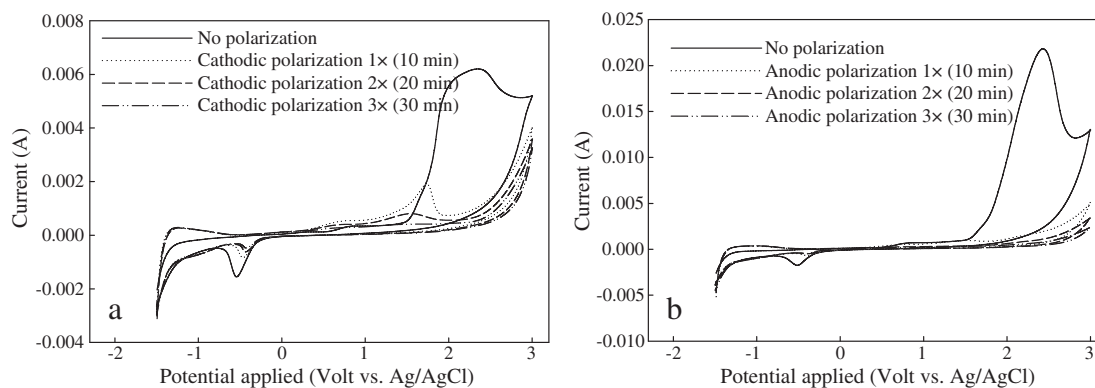 0.008
0.006
0.004
0.002
0.000
-0.002
-0.004
Current (A)
No polarization
Cathodic polarization 1× (10 min)
Cathodic polarization 2× (20 min)
Cathodic polarization 3× (30 min)
a
-2 -1 0 1 2 3
Potential applied (Volt vs. Ag/AgCl)
0.025
0.020
0.015
0.010
0.005
0.000
-0.005
-0.010
Current (A)
No polarization
Anodic polarization 1× (10 min)
Anodic polarization 2× (20 min)
Anodic polarization 3× (30 min)
b
-2 -1 0 1 2 3
Potential applied (Volt vs. Ag/AgCl)